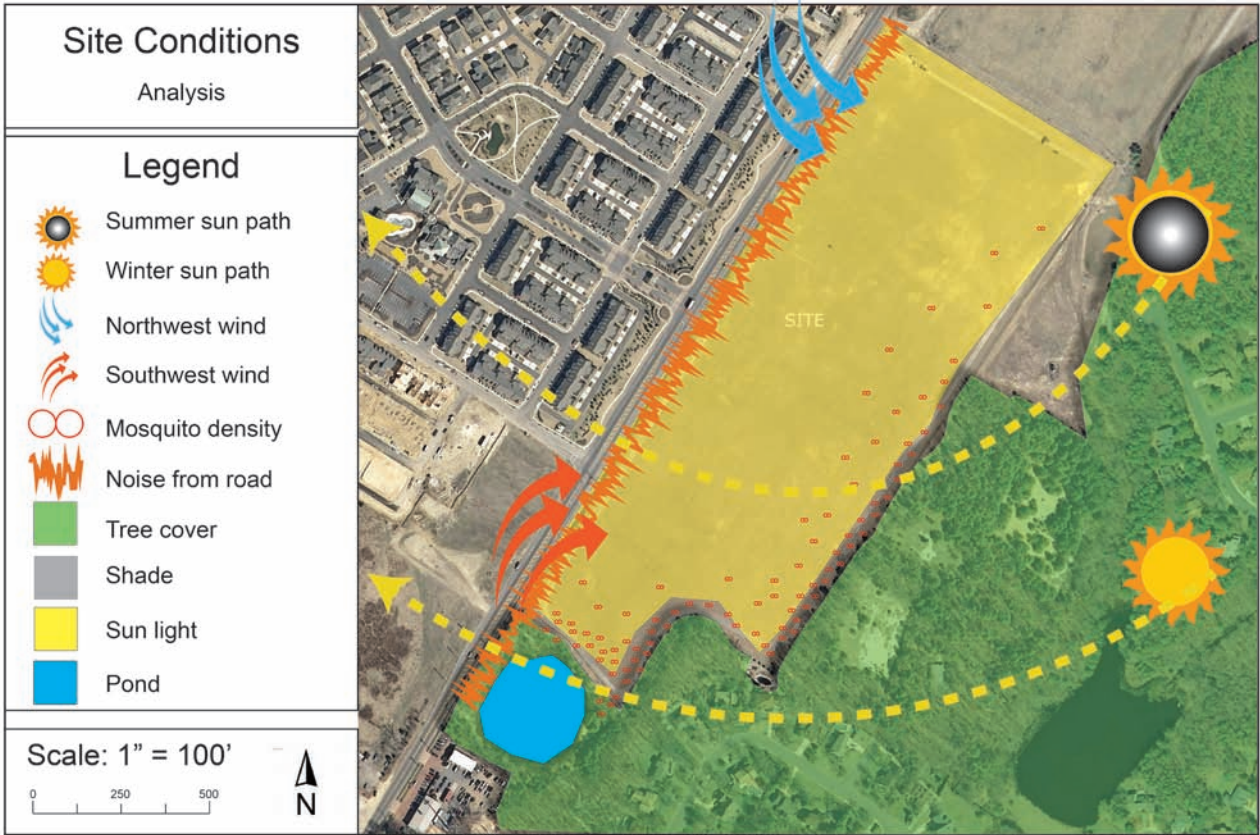 Site Conditions
Analysis
Legend
Summer sun path
Winter sun path
Northwest wind
Southwest wind
Mosquito density
Noise from road
Tree cover
Shade
Sun light
Pond
Scale: 1" = 100'
0 250 500
N
SITE